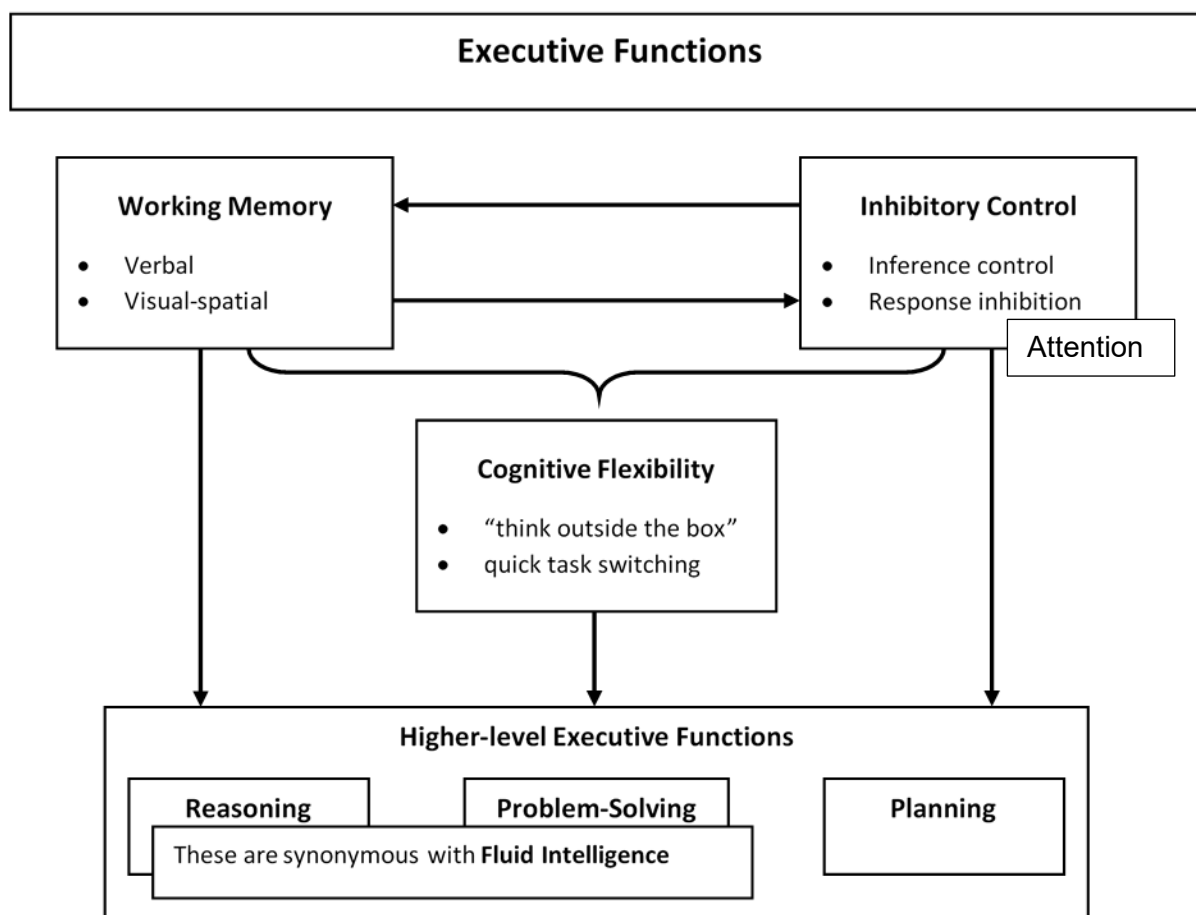 Executive Functions
Working Memory
• Verbal
• Visual-spatial
Inhibitory Control
• Inference control
• Response inhibition
Attention
Cognitive Flexibility
• “think outside the box”
• quick task switching
Higher-level Executive Functions
Reasoning
Problem-Solving
Planning
These are synonymous with Fluid Intelligence